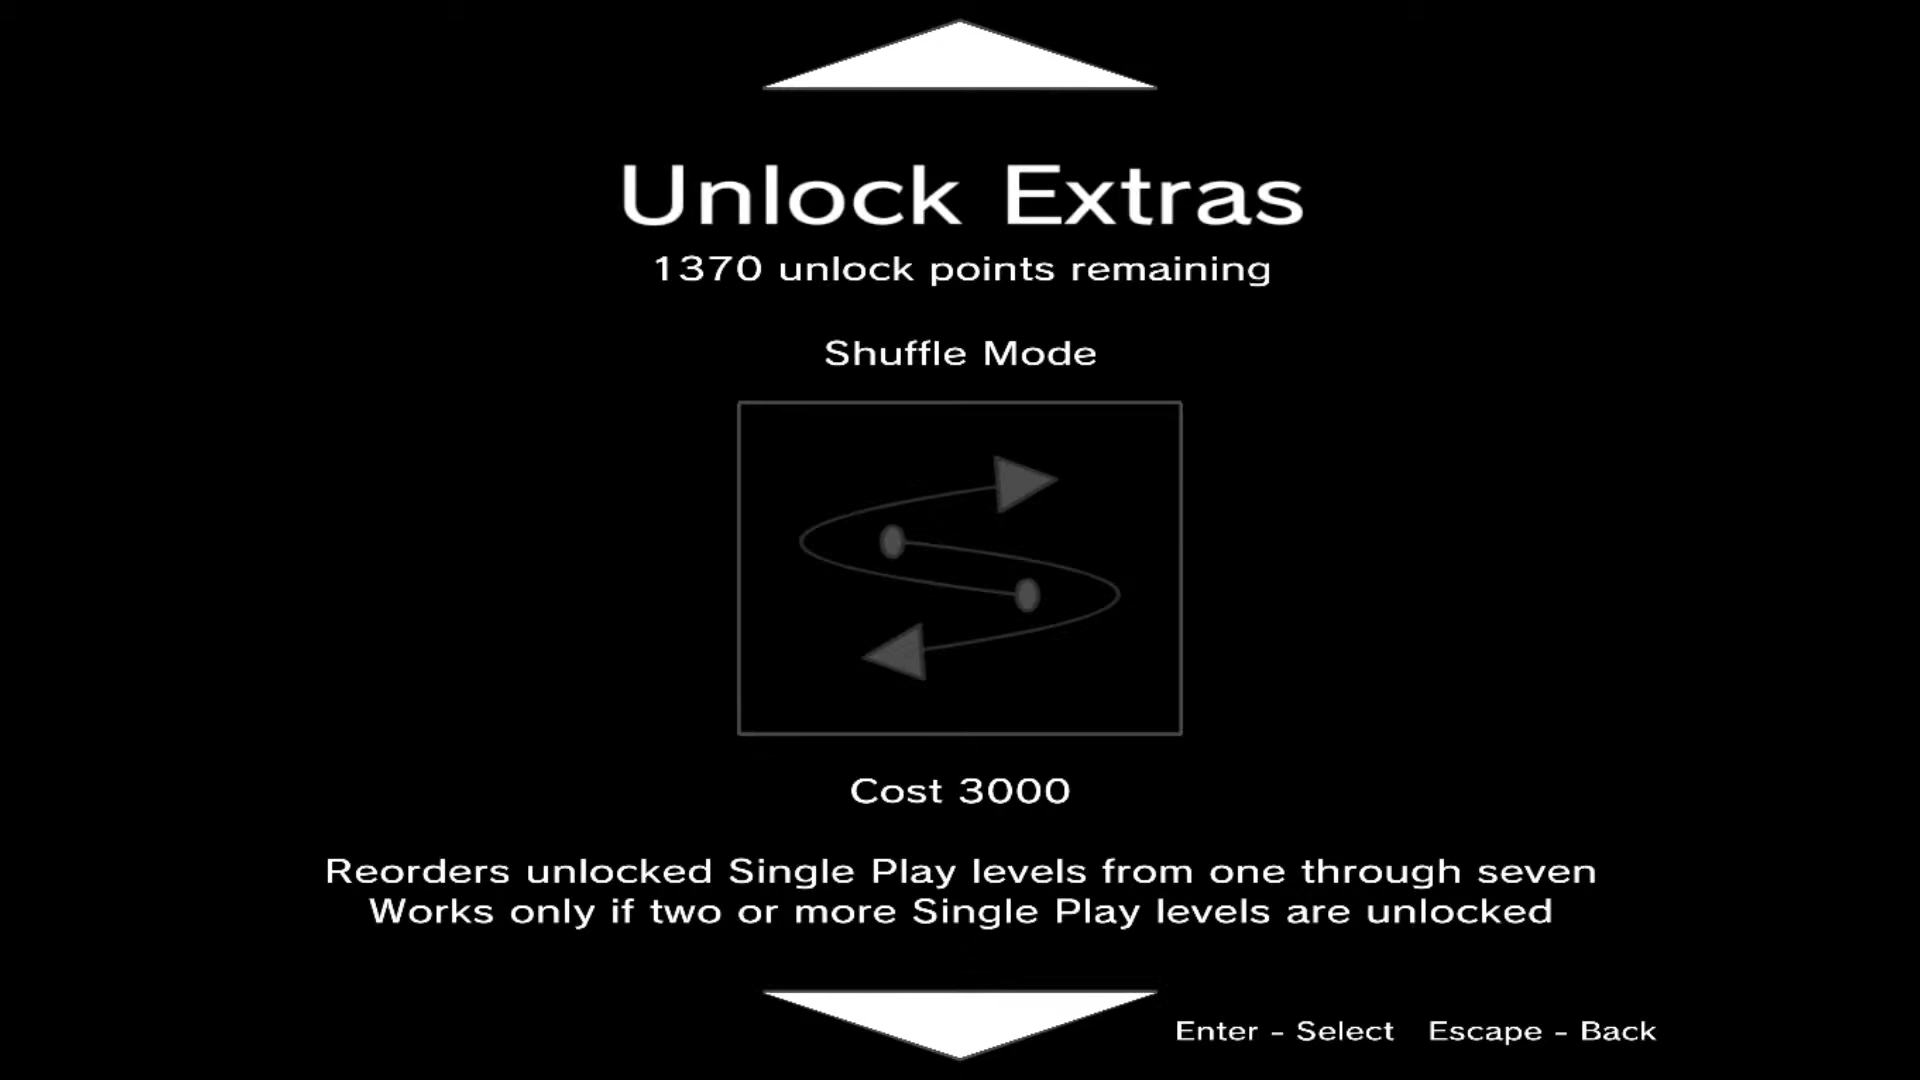 Unlock Extras
1370 unlock points remaining
Shuffle Mode
Cost 3000
Reorders unlocked Single Play levels from one through seven
Works only if two or more Single Play levels are unlocked
Enter - Select Escape - Back